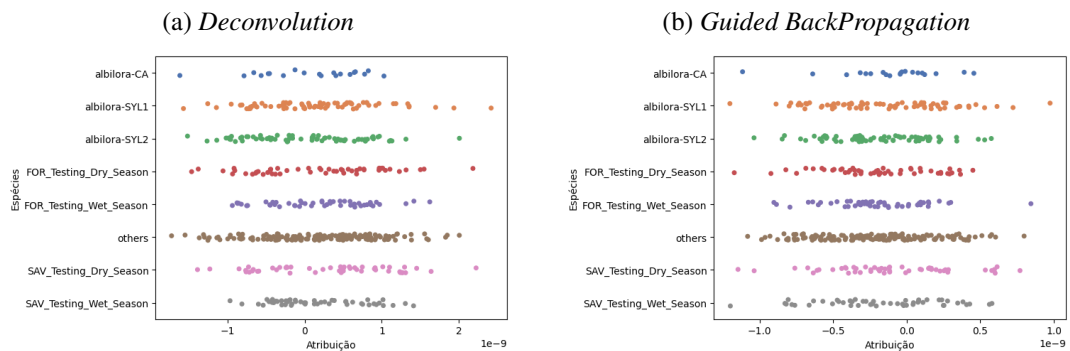 (a) Deconvolution
albilora-CA
albilora-SYL1
albilora-SYL2
FOR_Testing_Dry_Season
FOR_Testing_Wet_Season
others
SAV_Testing_Dry_Season
SAV_Testing_Wet_Season
Espécies
−1 0 1 2
1e−9
Atribuição
(b) Guided BackPropagation
albilora-CA
albilora-SYL1
albilora-SYL2
FOR_Testing_Dry_Season
FOR_Testing_Wet_Season
others
SAV_Testing_Dry_Season
SAV_Testing_Wet_Season
Espécies
−1.0 −0.5 0.0 0.5 1.0
1e−9
Atribuição